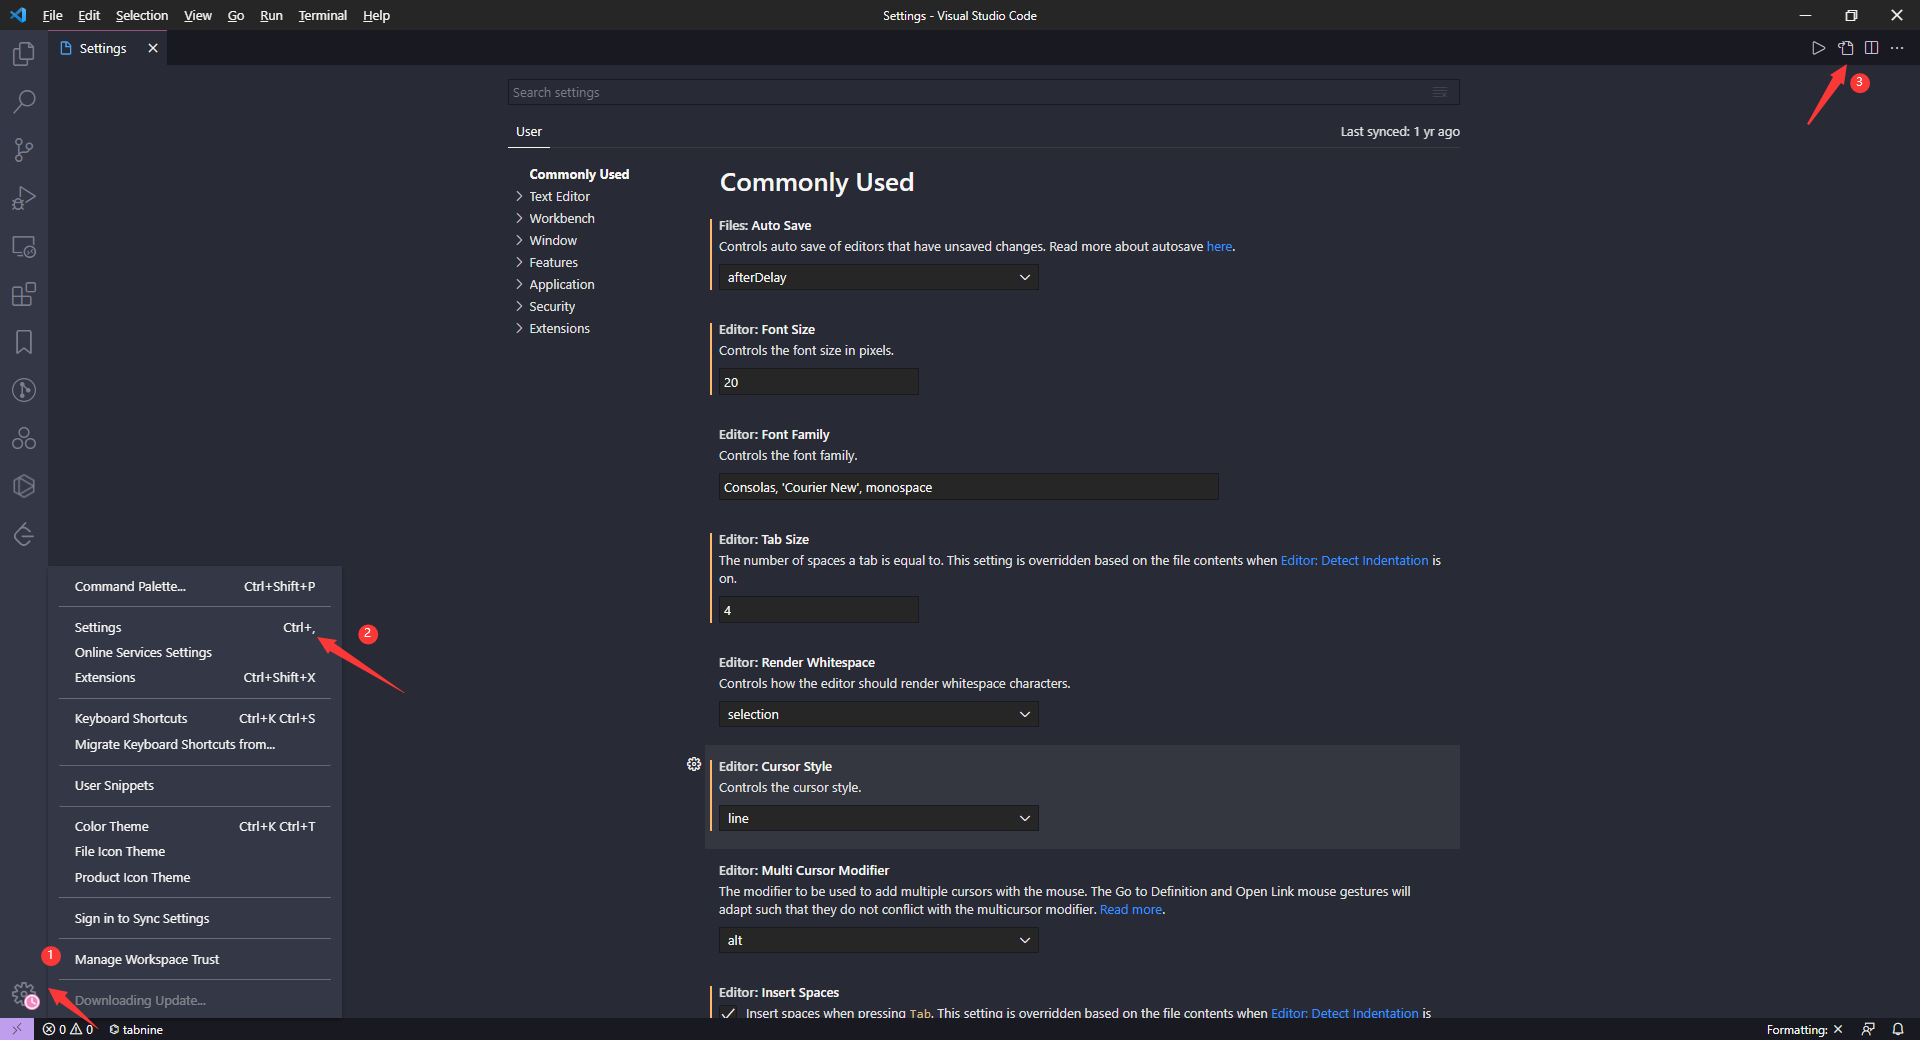 File Edit Selection View Go Run Terminal Help
Settings - Visual Studio Code
Settings
3
Search settings
User
Last synced: 1 yr ago
Commonly Used
Text Editor
Workbench
Window
Features
Application
Security
Extensions
Commonly Used
Files: Auto Save
Controls auto save of editors that have unsaved changes. Read more about autosave here.
afterDelay
Editor: Font Size
Controls the font size in pixels.
20
Editor: Font Family
Controls the font family.
Consolas, 'Courier New', monospace
Editor: Tab Size
The number of spaces a tab is equal to. This setting is overridden based on the file contents when Editor: Detect Indentation is
on.
4
Editor: Render Whitespace
Controls how the editor should render whitespace characters.
selection
Editor: Cursor Style
Controls the cursor style.
line
Editor: Multi Cursor Modifier
The modifier to be used to add multiple cursors with the mouse. The Go to Definition and Open Link mouse gestures will
adapt such that they do not conflict with the multicursor modifier. Read more.
alt
Editor: Insert Spaces
Insert spaces when pressing Tab. This setting is overridden based on the file contents when Editor: Detect Indentation is
Command Palette... Ctrl+Shift+P
Settings Ctrl+,
2
Online Services Settings
Extensions Ctrl+Shift+X
Keyboard Shortcuts Ctrl+K Ctrl+S
Migrate Keyboard Shortcuts from...
User Snippets
Color Theme Ctrl+K Ctrl+T
File Icon Theme
Product Icon Theme
Sign in to Sync Settings
1
Manage Workspace Trust
Downloading Update...
0 0 tabnine
Formatting: